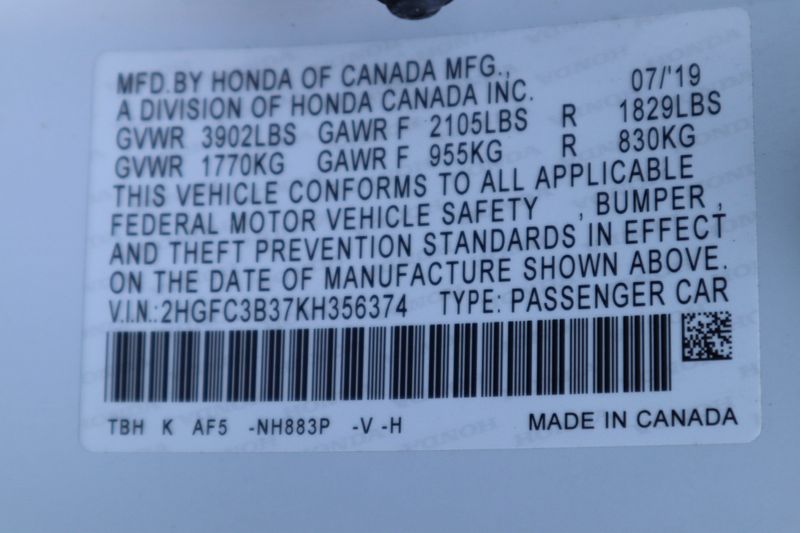 MFD.BY HONDA OF CANADA MFG., 07/'19
A DIVISION OF HONDA CANADA INC.
GVWR 3902LBS GAWR F 2105LBS R 1829LBS
GVWR 1770KG GAWR F 955KG R 830KG
THIS VEHICLE CONFORMS TO ALL APPLICABLE
FEDERAL MOTOR VEHICLE SAFETY , BUMPER ,
AND THEFT PREVENTION STANDARDS IN EFFECT
ON THE DATE OF MANUFACTURE SHOWN ABOVE.
V.I.N.:2HGFC3B37KH356374 TYPE: PASSENGER CAR
TBH K AF5 -NH883P -V -H MADE IN CANADA